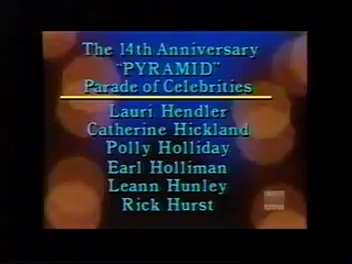 The 14th Anniversary
"PYRAMID"
Parade of Celebrities
Lauri Hendler
Catherine Hickland
Polly Holliday
Earl Holliman
Leann Hunley
Rick Hurst